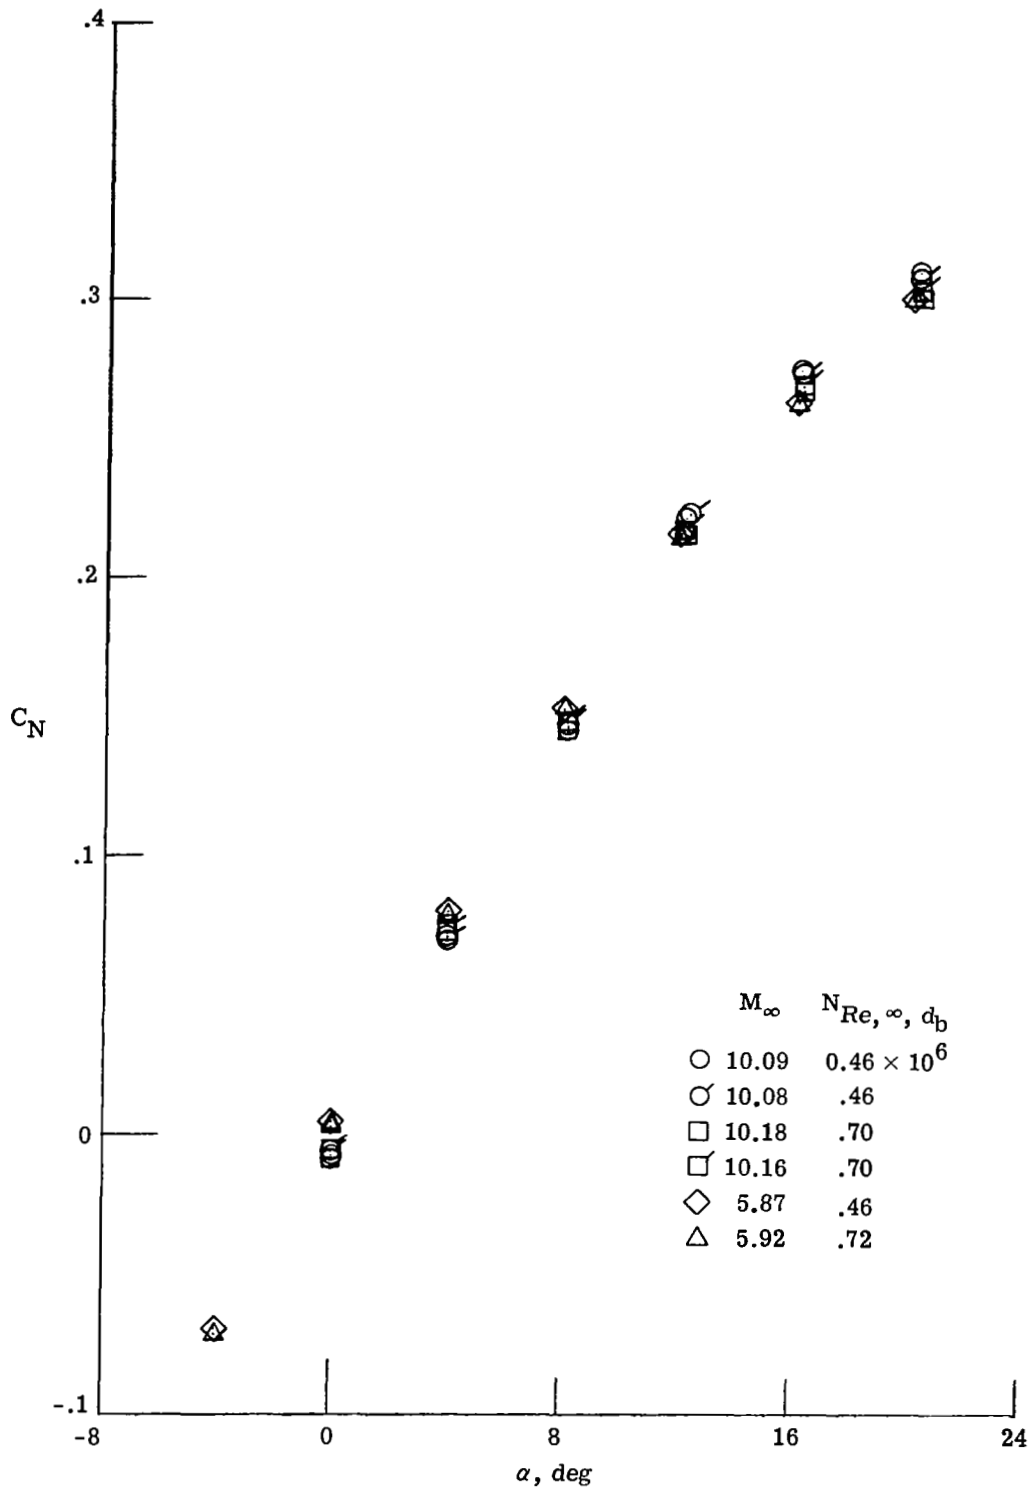 .4
.3
.2
C_N
.1
M∞ N_Re, ∞, d_b
10.09 0.46 × 10^6
10.08 .46
0
10.18 .70
10.16 .70
5.87 .46
5.92 .72
-.1
-8 0 8 16 24
α, deg